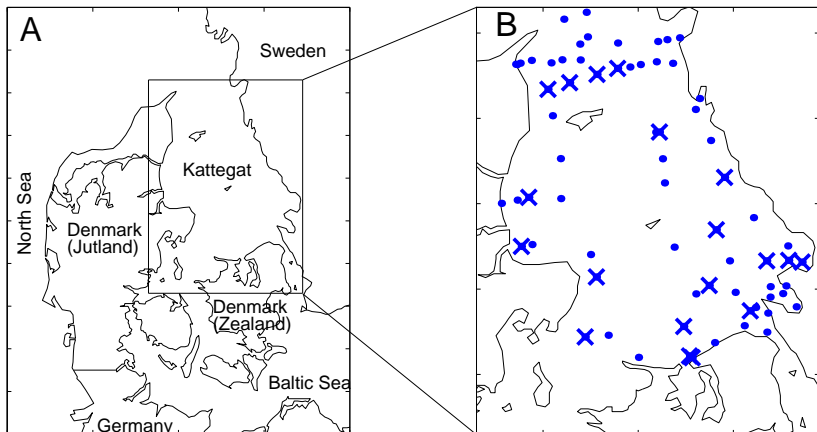 A
Sweden
Kattegat
North Sea
Denmark
(Jutland)
Denmark
(Zealand)
Baltic Sea
Germany
B